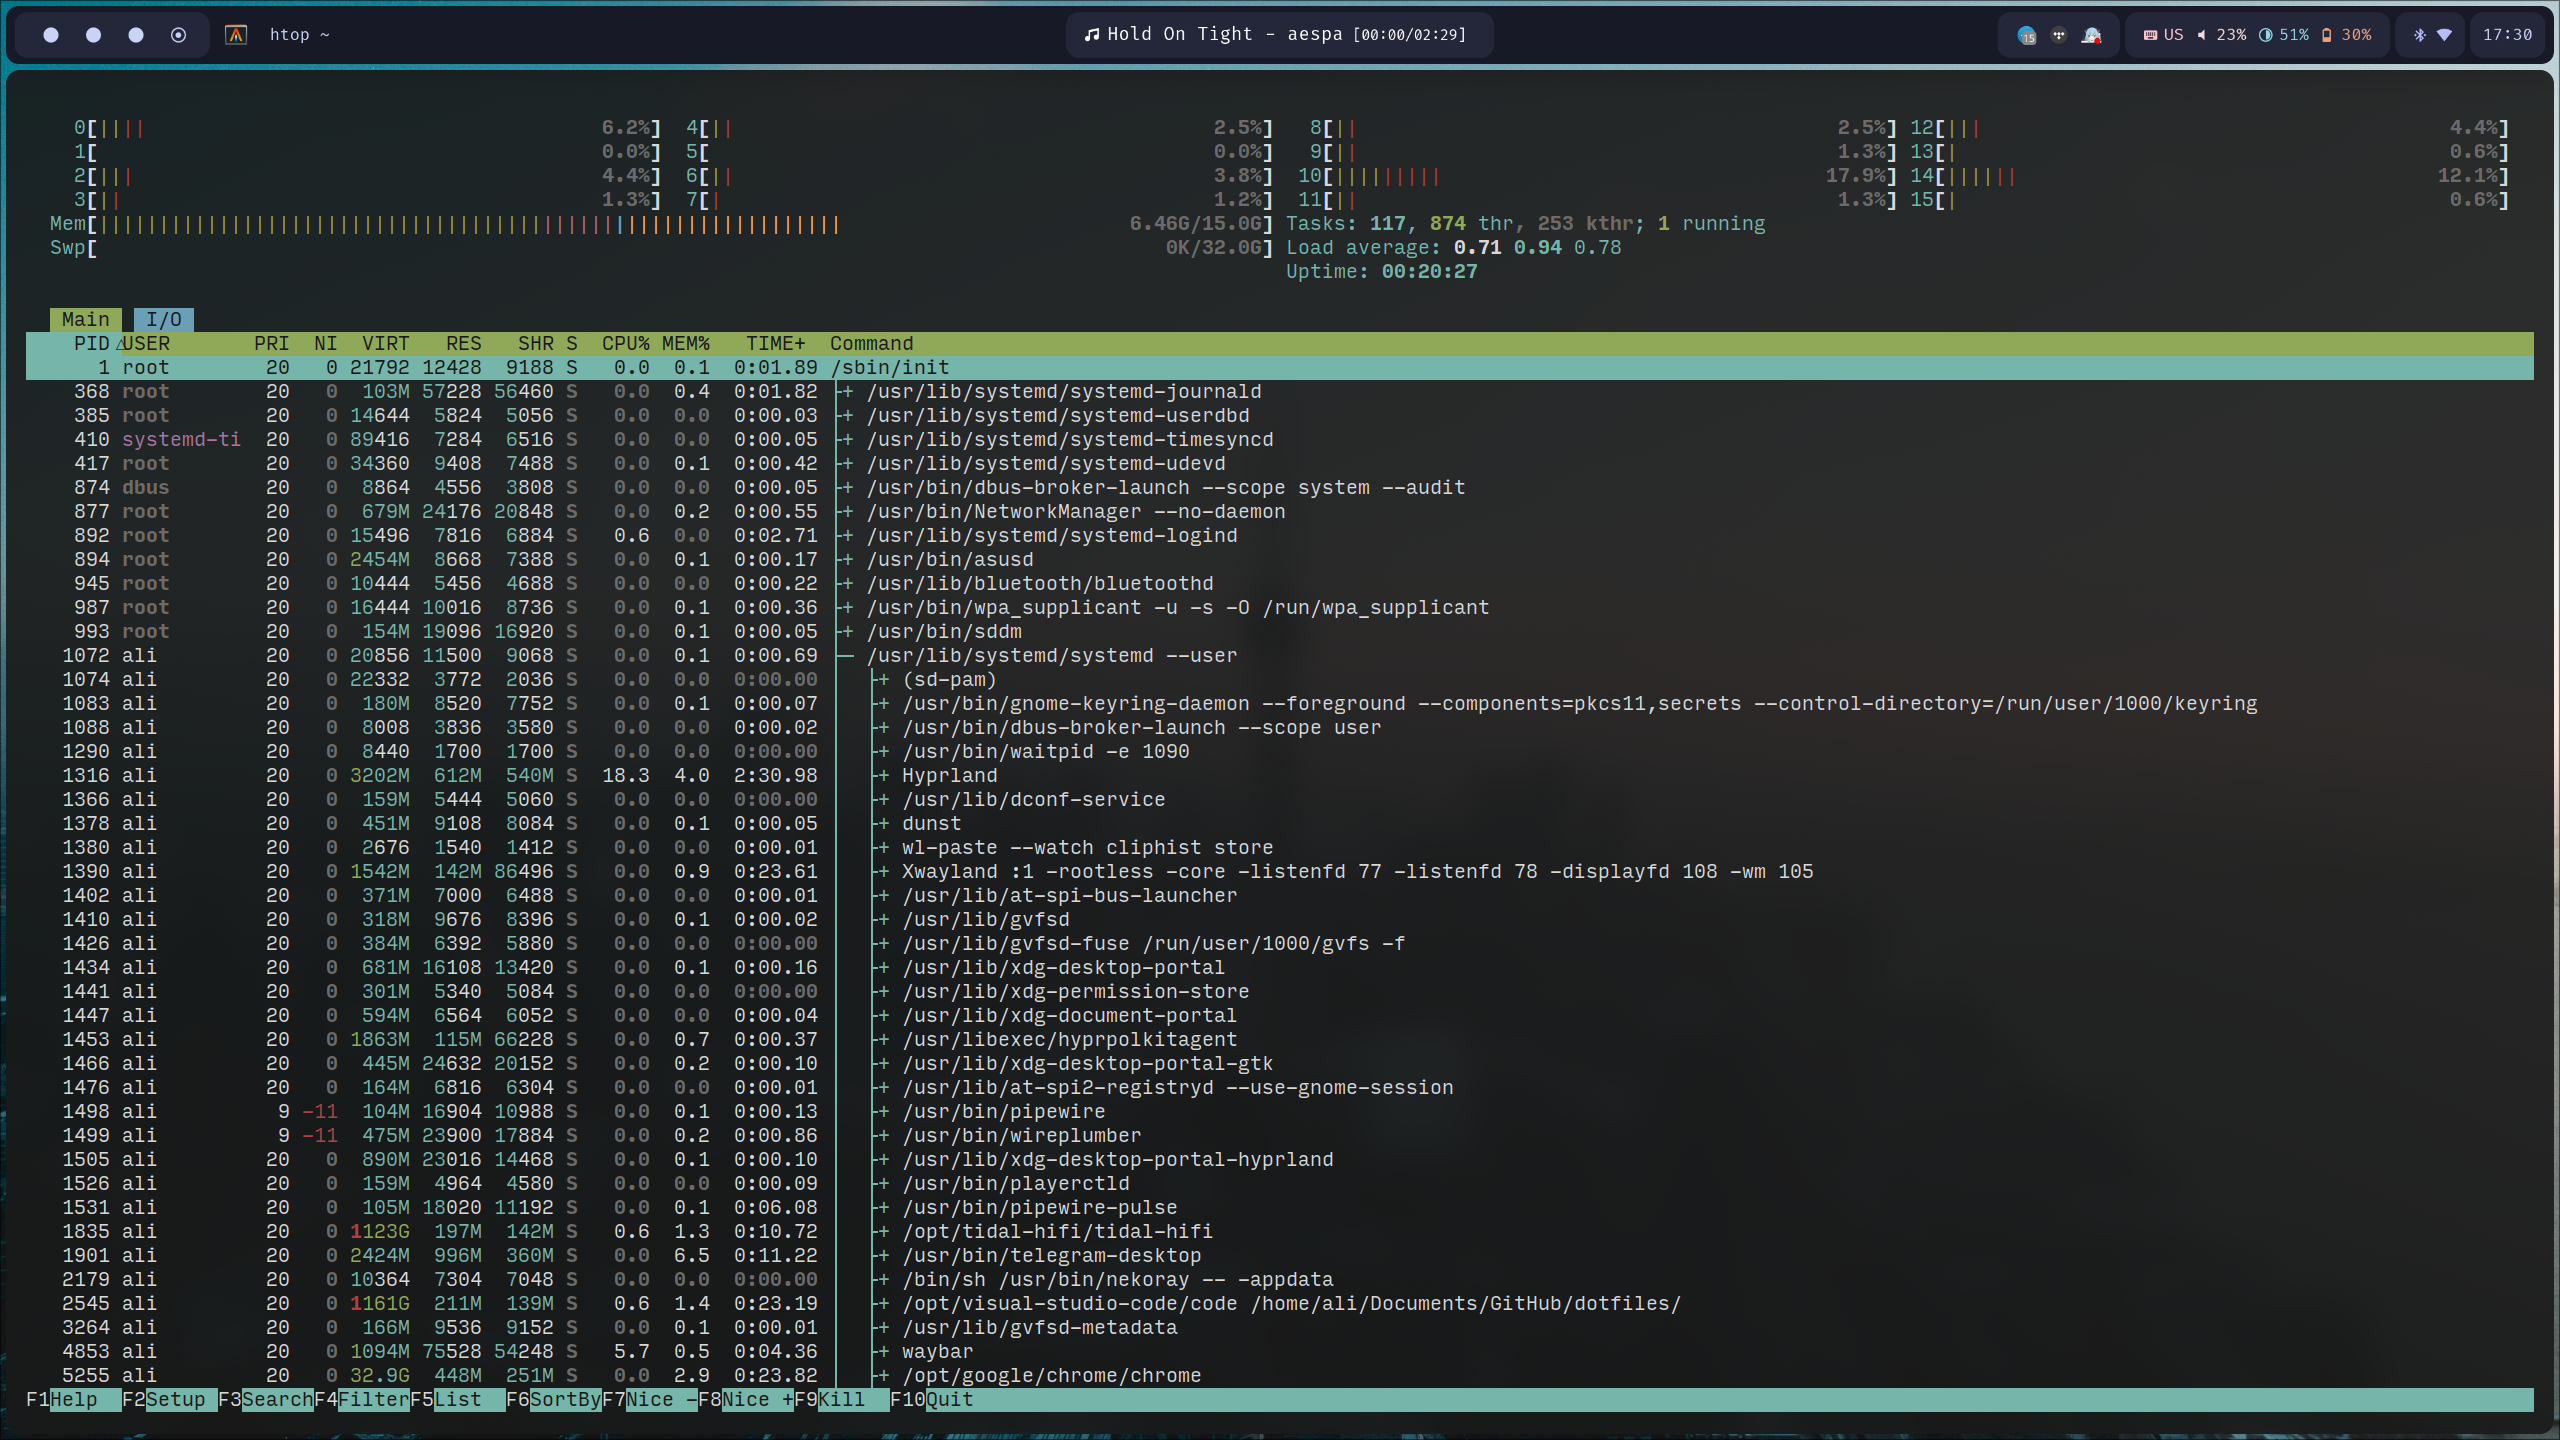 htop ~
Hold On Tight - aespa [00:00/02:29]
15 US 23% 51% 30% 17:30
0[|||| 6.2%] 4[|| 2.5%] 8[|| 2.5%] 12[||| 4.4%]
1[ 0.0%] 5[ 0.0%] 9[|| 1.3%] 13[| 0.6%]
2[||| 4.4%] 6[|| 3.8%] 10[||||||||| 17.9%] 14[|||||| 12.1%]
3[|| 1.3%] 7[| 1.2%] 11[|| 1.3%] 15[| 0.6%]
Mem[|||||||||||||||||||||||||||||||||||||||||||||||||||||||||||||| 6.46G/15.0G] Tasks: 117, 874 thr, 253 kthr; 1 running
Swp[ 0K/32.0G] Load average: 0.71 0.94 0.78
Uptime: 00:20:27
Main I/O
PID △USER PRI NI VIRT RES SHR S CPU% MEM% TIME+ Command
1 root 20 0 21792 12428 9188 S 0.0 0.1 0:01.89 /sbin/init
368 root 20 0 103M 57228 56460 S 0.0 0.4 0:01.82 ├+ /usr/lib/systemd/systemd-journald
385 root 20 0 14644 5824 5056 S 0.0 0.0 0:00.03 ├+ /usr/lib/systemd/systemd-userdbd
410 systemd-ti 20 0 89416 7284 6516 S 0.0 0.0 0:00.05 ├+ /usr/lib/systemd/systemd-timesyncd
417 root 20 0 34360 9408 7488 S 0.0 0.1 0:00.42 ├+ /usr/lib/systemd/systemd-udevd
874 dbus 20 0 8864 4556 3808 S 0.0 0.0 0:00.05 ├+ /usr/bin/dbus-broker-launch --scope system --audit
877 root 20 0 679M 24176 20848 S 0.0 0.2 0:00.55 ├+ /usr/bin/NetworkManager --no-daemon
892 root 20 0 15496 7816 6884 S 0.6 0.0 0:02.71 ├+ /usr/lib/systemd/systemd-logind
894 root 20 0 2454M 8668 7388 S 0.0 0.1 0:00.17 ├+ /usr/bin/asusd
945 root 20 0 10444 5456 4688 S 0.0 0.0 0:00.22 ├+ /usr/lib/bluetooth/bluetoothd
987 root 20 0 16444 10016 8736 S 0.0 0.1 0:00.36 ├+ /usr/bin/wpa_supplicant -u -s -O /run/wpa_supplicant
993 root 20 0 154M 19096 16920 S 0.0 0.1 0:00.05 ├+ /usr/bin/sddm
1072 ali 20 0 20856 11500 9068 S 0.0 0.1 0:00.69 ├─ /usr/lib/systemd/systemd --user
1074 ali 20 0 22332 3772 2036 S 0.0 0.0 0:00.00 │ ├+ (sd-pam)
1083 ali 20 0 180M 8520 7752 S 0.0 0.1 0:00.07 │ ├+ /usr/bin/gnome-keyring-daemon --foreground --components=pkcs11,secrets --control-directory=/run/user/1000/keyring
1088 ali 20 0 8008 3836 3580 S 0.0 0.0 0:00.02 │ ├+ /usr/bin/dbus-broker-launch --scope user
1290 ali 20 0 8440 1700 1700 S 0.0 0.0 0:00.00 │ ├+ /usr/bin/waitpid -e 1090
1316 ali 20 0 3202M 612M 540M S 18.3 4.0 2:30.98 │ ├+ Hyprland
1366 ali 20 0 159M 5444 5060 S 0.0 0.0 0:00.00 │ ├+ /usr/lib/dconf-service
1378 ali 20 0 451M 9108 8084 S 0.0 0.1 0:00.05 │ ├+ dunst
1380 ali 20 0 2676 1540 1412 S 0.0 0.0 0:00.01 │ ├+ wl-paste --watch cliphist store
1390 ali 20 0 1542M 142M 86496 S 0.0 0.9 0:23.61 │ ├+ Xwayland :1 -rootless -core -listenfd 77 -listenfd 78 -displayfd 108 -wm 105
1402 ali 20 0 371M 7000 6488 S 0.0 0.0 0:00.01 │ ├+ /usr/lib/at-spi-bus-launcher
1410 ali 20 0 318M 9676 8396 S 0.0 0.1 0:00.02 │ ├+ /usr/lib/gvfsd
1426 ali 20 0 384M 6392 5880 S 0.0 0.0 0:00.00 │ ├+ /usr/lib/gvfsd-fuse /run/user/1000/gvfs -f
1434 ali 20 0 681M 16108 13420 S 0.0 0.1 0:00.16 │ ├+ /usr/lib/xdg-desktop-portal
1441 ali 20 0 301M 5340 5084 S 0.0 0.0 0:00.00 │ ├+ /usr/lib/xdg-permission-store
1447 ali 20 0 594M 6564 6052 S 0.0 0.0 0:00.04 │ ├+ /usr/lib/xdg-document-portal
1453 ali 20 0 1863M 115M 66228 S 0.0 0.7 0:00.37 │ ├+ /usr/libexec/hyprpolkitagent
1466 ali 20 0 445M 24632 20152 S 0.0 0.2 0:00.10 │ ├+ /usr/lib/xdg-desktop-portal-gtk
1476 ali 20 0 164M 6816 6304 S 0.0 0.0 0:00.01 │ ├+ /usr/lib/at-spi2-registryd --use-gnome-session
1498 ali 9 -11 104M 16904 10988 S 0.0 0.1 0:00.13 │ ├+ /usr/bin/pipewire
1499 ali 9 -11 475M 23900 17884 S 0.0 0.2 0:00.86 │ ├+ /usr/bin/wireplumber
1505 ali 20 0 890M 23016 14468 S 0.0 0.1 0:00.10 │ ├+ /usr/lib/xdg-desktop-portal-hyprland
1526 ali 20 0 159M 4964 4580 S 0.0 0.0 0:00.09 │ ├+ /usr/bin/playerctld
1531 ali 20 0 105M 18020 11192 S 0.0 0.1 0:06.08 │ ├+ /usr/bin/pipewire-pulse
1835 ali 20 0 1123G 197M 142M S 0.6 1.3 0:10.72 │ ├+ /opt/tidal-hifi/tidal-hifi
1901 ali 20 0 2424M 996M 360M S 0.0 6.5 0:11.22 │ ├+ /usr/bin/telegram-desktop
2179 ali 20 0 10364 7304 7048 S 0.0 0.0 0:00.00 │ ├+ /bin/sh /usr/bin/nekoray -- -appdata
2545 ali 20 0 1161G 211M 139M S 0.6 1.4 0:23.19 │ ├+ /opt/visual-studio-code/code /home/ali/Documents/GitHub/dotfiles/
3264 ali 20 0 166M 9536 9152 S 0.0 0.1 0:00.01 │ ├+ /usr/lib/gvfsd-metadata
4853 ali 20 0 1094M 75528 54248 S 5.7 0.5 0:04.36 │ ├+ waybar
5255 ali 20 0 32.9G 448M 251M S 0.0 2.9 0:23.82 │ ├+ /opt/google/chrome/chrome
F1Help F2Setup F3SearchF4FilterF5List F6SortByF7Nice -F8Nice +F9Kill F10Quit